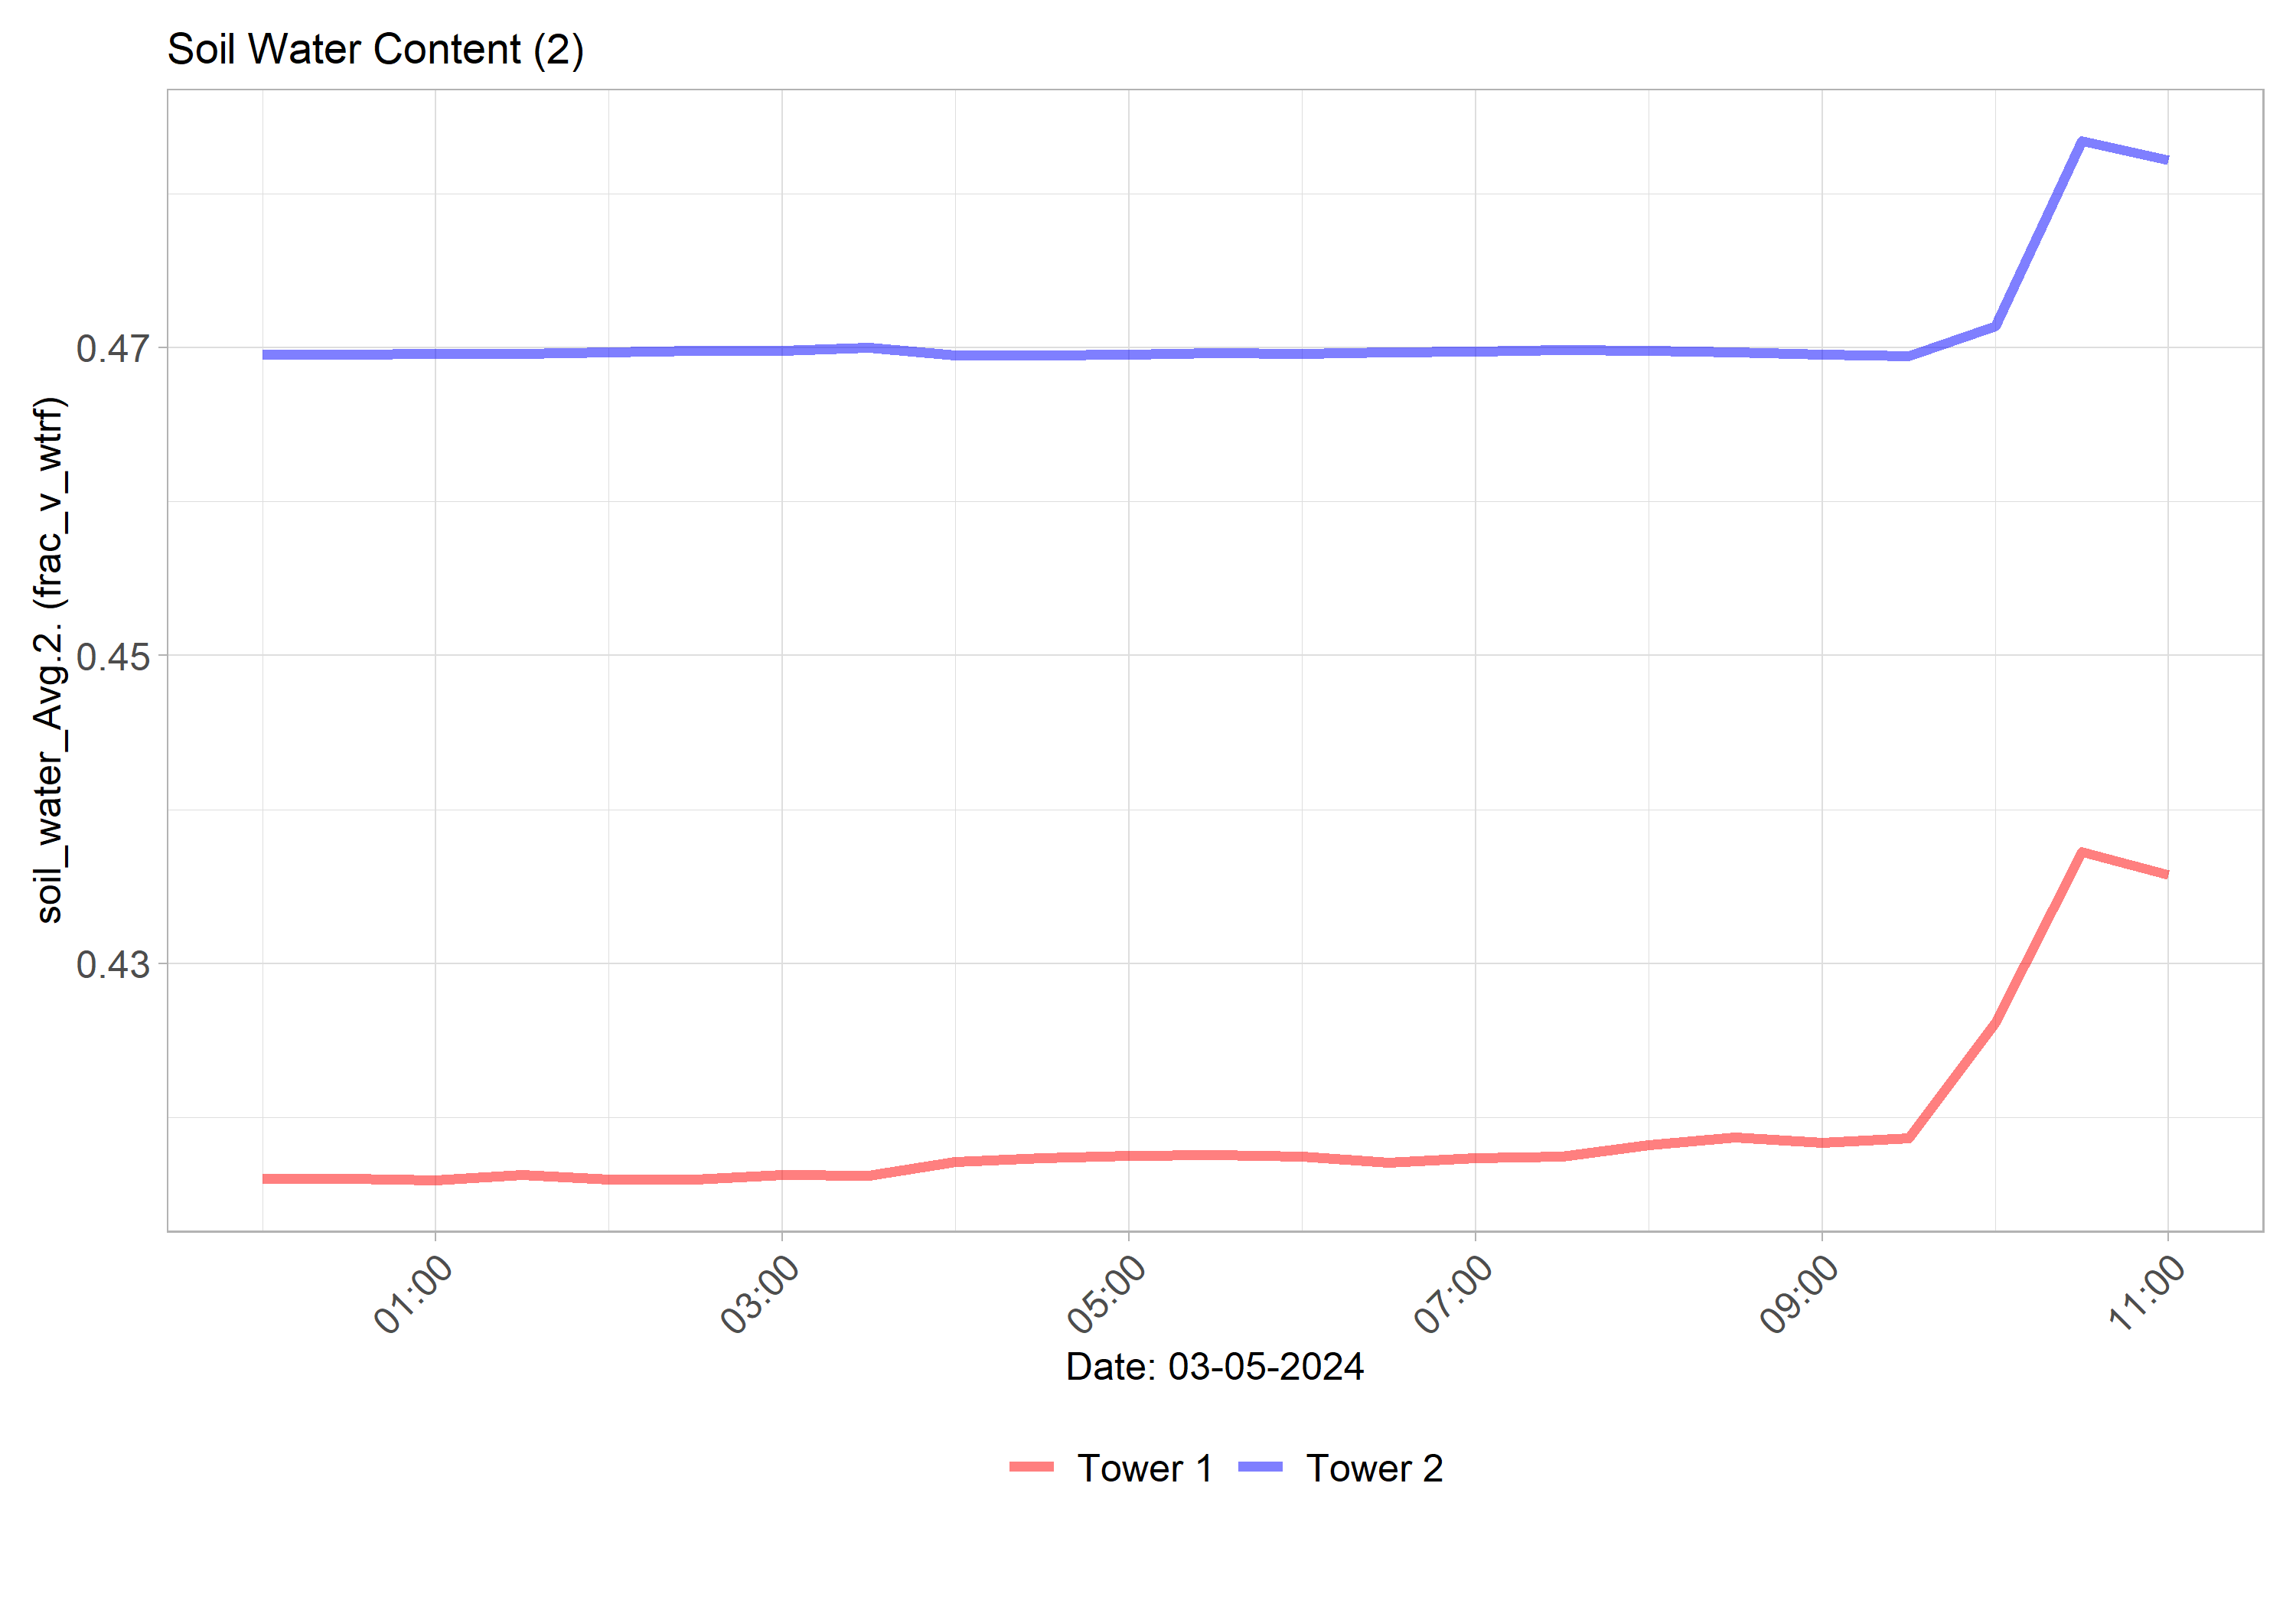 Soil Water Content (2)
soil_water_Avg.2. (frac_v_wtrf)
0.47
0.45
0.43
01:00
03:00
05:00
07:00
09:00
11:00
Date: 03-05-2024
Tower 1
Tower 2